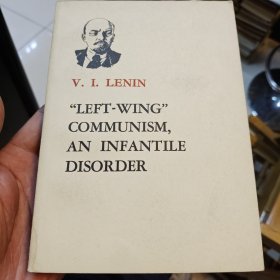 V. I. LENIN
“LEFT-WING”
COMMUNISM,
AN INFANTILE
DISORDER